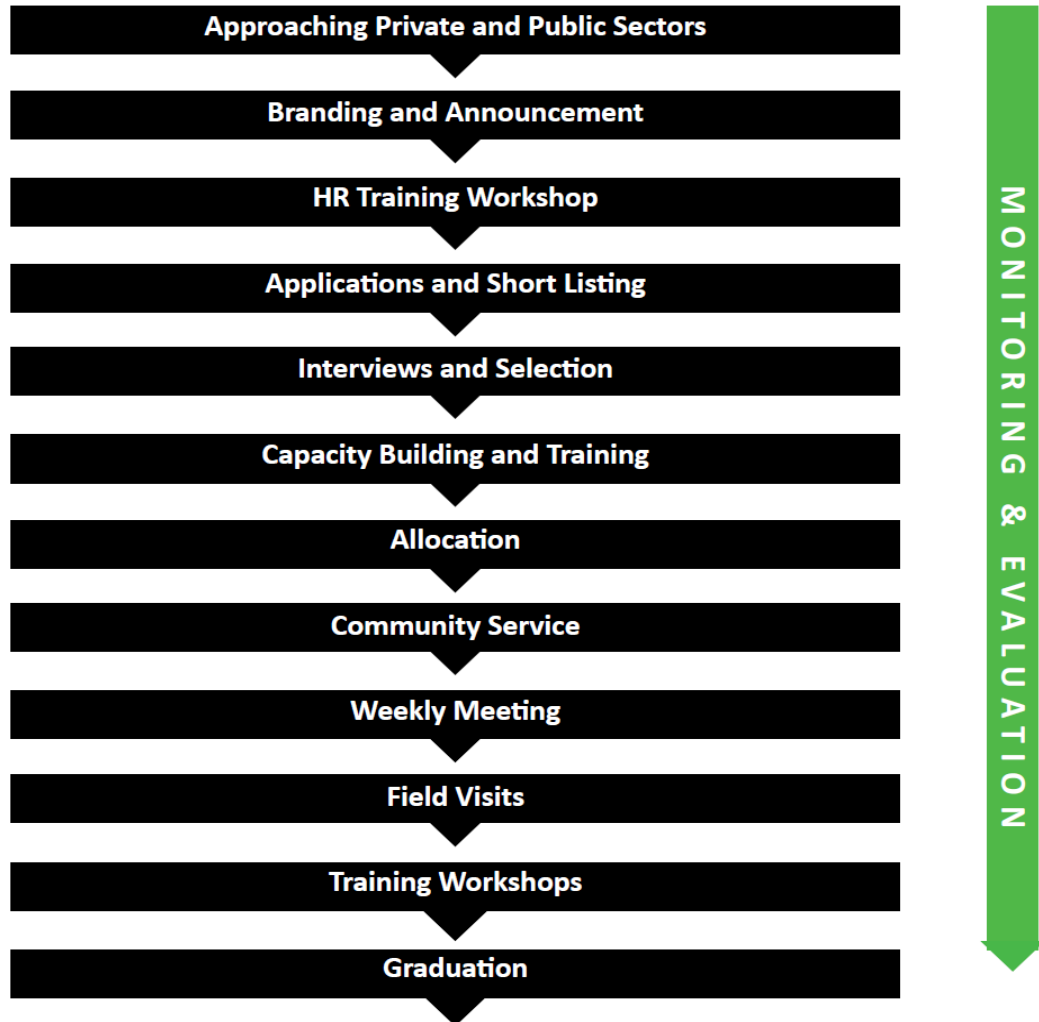 Approaching Private and Public Sectors
Branding and Announcement
HR Training Workshop
Applications and Short Listing
Interviews and Selection
Capacity Building and Training
Allocation
Community Service
Weekly Meeting
Field Visits
Training Workshops
Graduation
MONITORING & EVALUATION